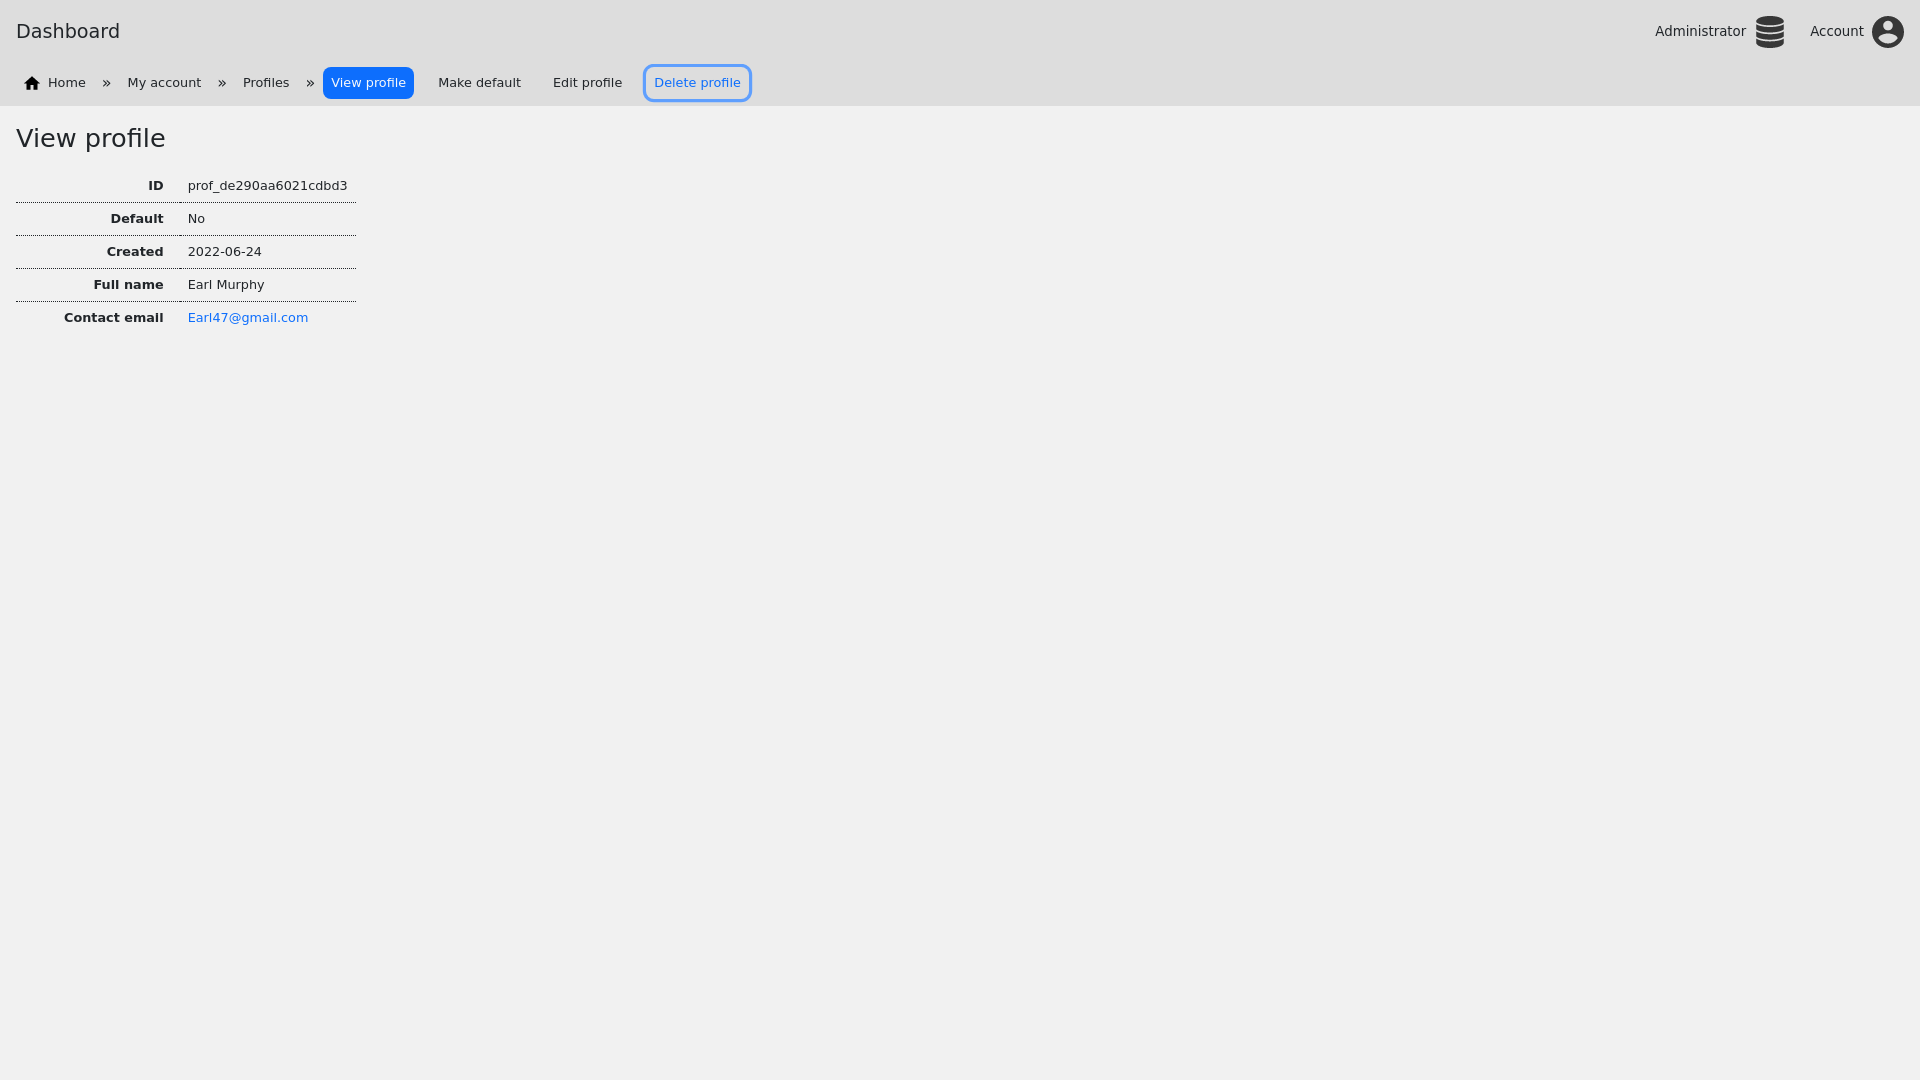 Dashboard
Administrator
Account
Home » My account » Profiles » View profile Make default Edit profile Delete profile
View profile
ID prof_de290aa6021cdbd3
Default No
Created 2022-06-24
Full name Earl Murphy
Contact email Earl47@gmail.com